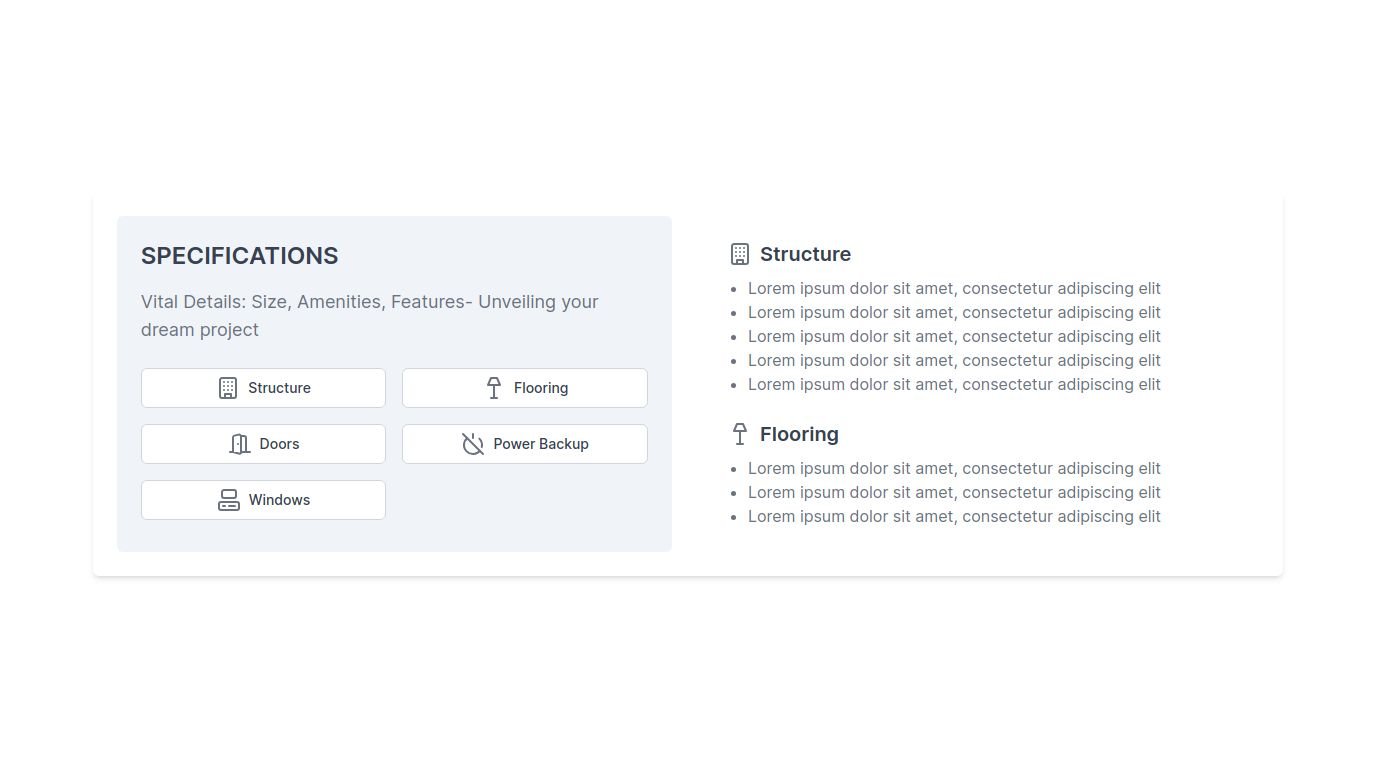 SPECIFICATIONS
Vital Details: Size, Amenities, Features- Unveiling your
dream project
Structure
Flooring
Doors
Power Backup
Windows
Structure
• Lorem ipsum dolor sit amet, consectetur adipiscing elit
• Lorem ipsum dolor sit amet, consectetur adipiscing elit
• Lorem ipsum dolor sit amet, consectetur adipiscing elit
• Lorem ipsum dolor sit amet, consectetur adipiscing elit
• Lorem ipsum dolor sit amet, consectetur adipiscing elit
Flooring
• Lorem ipsum dolor sit amet, consectetur adipiscing elit
• Lorem ipsum dolor sit amet, consectetur adipiscing elit
• Lorem ipsum dolor sit amet, consectetur adipiscing elit